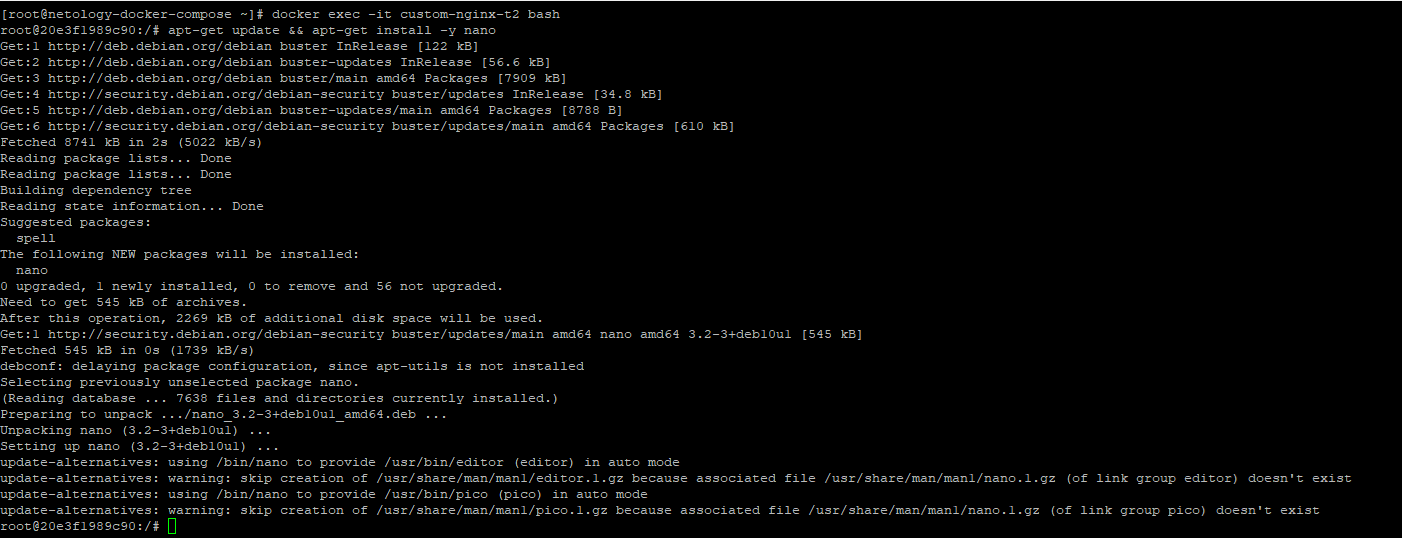 [root@netology-docker-compose ~]# docker exec -it custom-nginx-t2 bash
root@20e3f1989c90:/# apt-get update && apt-get install -y nano
Get:1 http://deb.debian.org/debian buster InRelease [122 kB]
Get:2 http://deb.debian.org/debian buster-updates InRelease [56.6 kB]
Get:3 http://deb.debian.org/debian buster/main amd64 Packages [7909 kB]
Get:4 http://security.debian.org/debian-security buster/updates InRelease [34.8 kB]
Get:5 http://deb.debian.org/debian buster-updates/main amd64 Packages [8788 B]
Get:6 http://security.debian.org/debian-security buster/updates/main amd64 Packages [610 kB]
Fetched 8741 kB in 2s (5022 kB/s)
Reading package lists... Done
Reading package lists... Done
Building dependency tree
Reading state information... Done
Suggested packages:
  spell
The following NEW packages will be installed:
  nano
0 upgraded, 1 newly installed, 0 to remove and 56 not upgraded.
Need to get 545 kB of archives.
After this operation, 2269 kB of additional disk space will be used.
Get:1 http://security.debian.org/debian-security buster/updates/main amd64 nano amd64 3.2-3+deb10u1 [545 kB]
Fetched 545 kB in 0s (1739 kB/s)
debconf: delaying package configuration, since apt-utils is not installed
Selecting previously unselected package nano.
(Reading database ... 7638 files and directories currently installed.)
Preparing to unpack .../nano_3.2-3+deb10u1_amd64.deb ...
Unpacking nano (3.2-3+deb10u1) ...
Setting up nano (3.2-3+deb10u1) ...
update-alternatives: using /bin/nano to provide /usr/bin/editor (editor) in auto mode
update-alternatives: warning: skip creation of /usr/share/man/man1/editor.1.gz because associated file /usr/share/man/man1/nano.1.gz (of link group editor) doesn't exist
update-alternatives: using /bin/nano to provide /usr/bin/pico (pico) in auto mode
update-alternatives: warning: skip creation of /usr/share/man/man1/pico.1.gz because associated file /usr/share/man/man1/nano.1.gz (of link group pico) doesn't exist
root@20e3f1989c90:/#